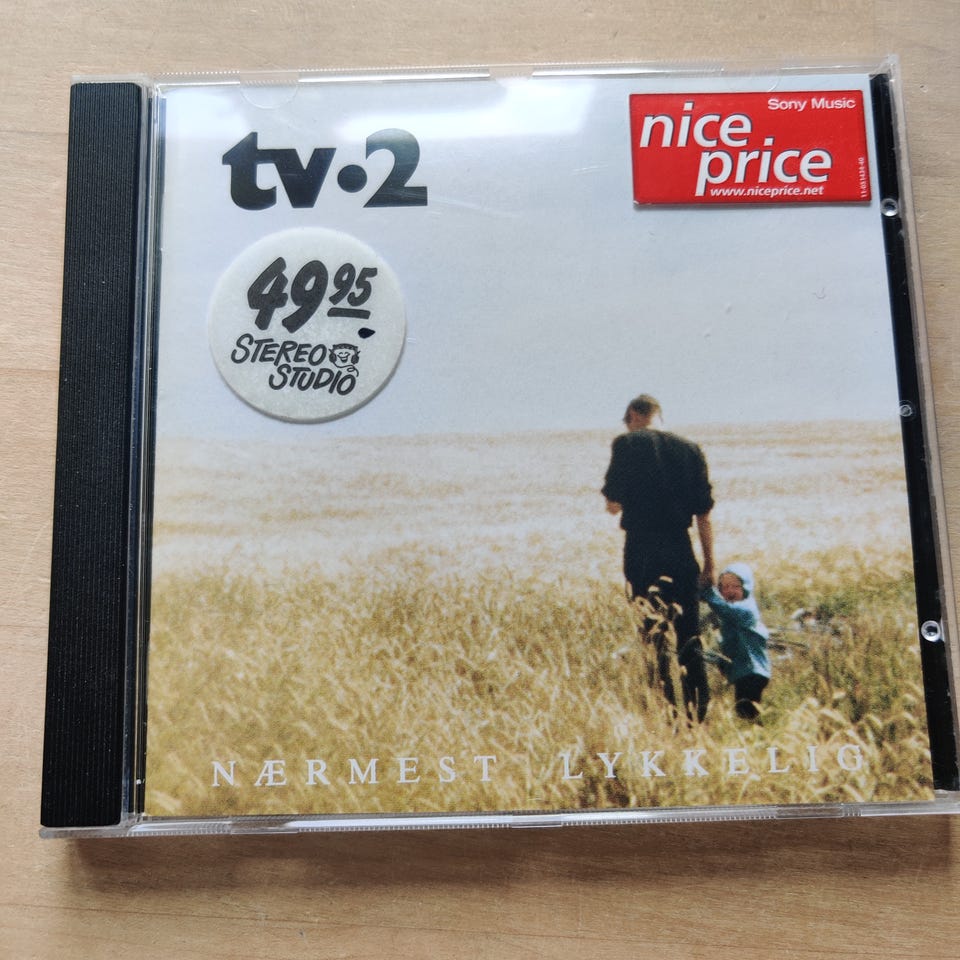 tv·2
Sony Music
nice
price
www.niceprice.net
49 95
STEREO
STUDIO
NÆRMEST LYKKELIG